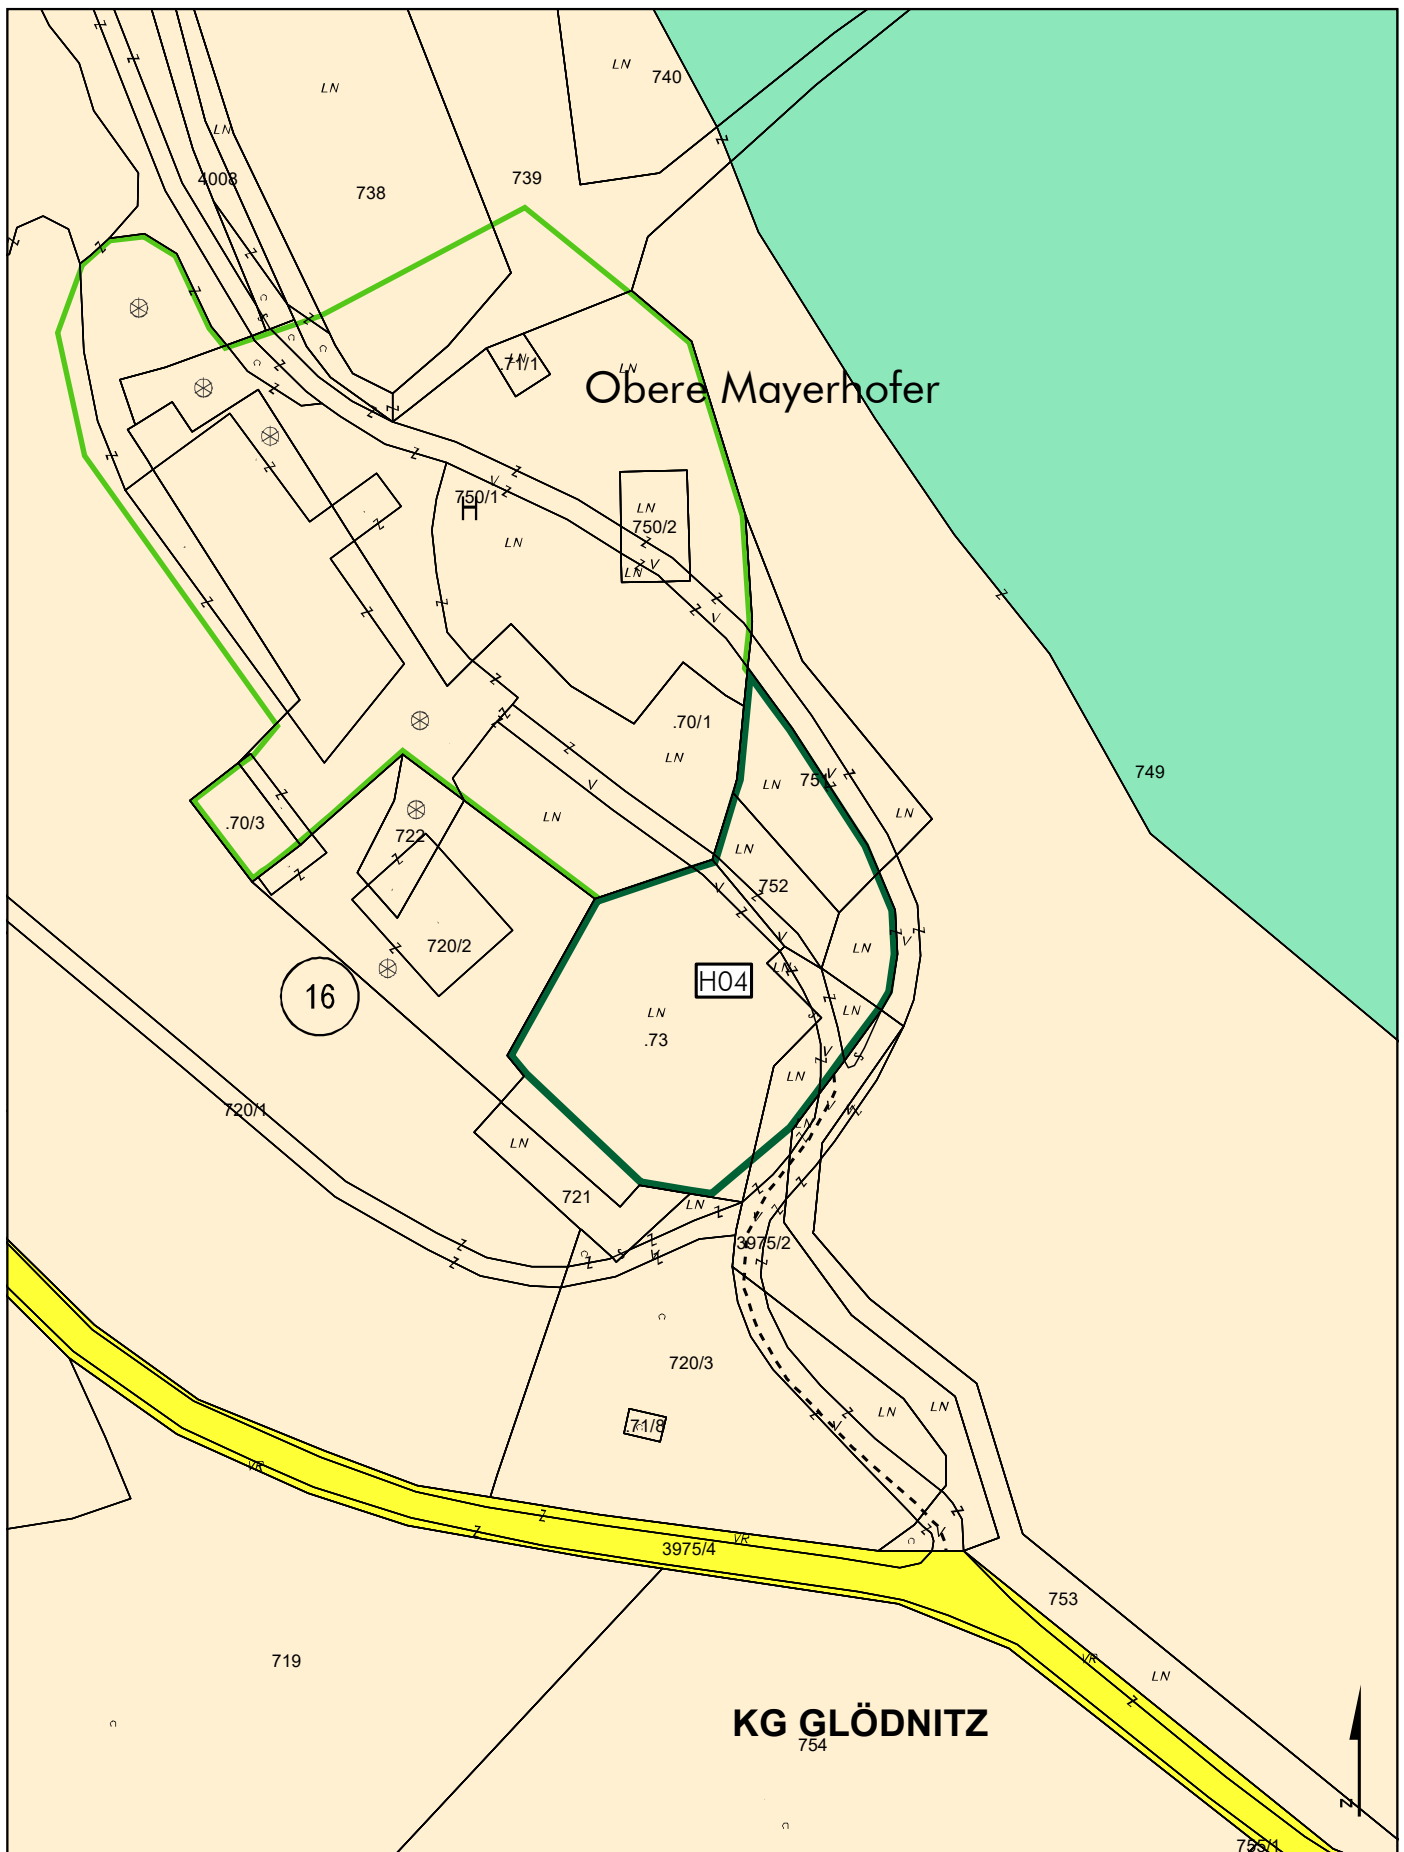 LN
740
LN
LN
4008
738
739
.71/1
LN
LN
Obere Mayerhofer
750/1
V
H
LN
750/2
LN
LN
V
V
.70/1
LN
751
V
749
LN
LN
V
LN
.70/3
722
LN
752
V
720/2
V
LN
V
LN
H04
16
LN
.73
LN
V
LN
720/1
V
LN
LN
721
LN
V
3975/2
720/3
.71/8
LN
LN
V
VR
V
VR
3975/4
753
719
VR
LN
KG GLÖDNITZ
754
Z
755/1